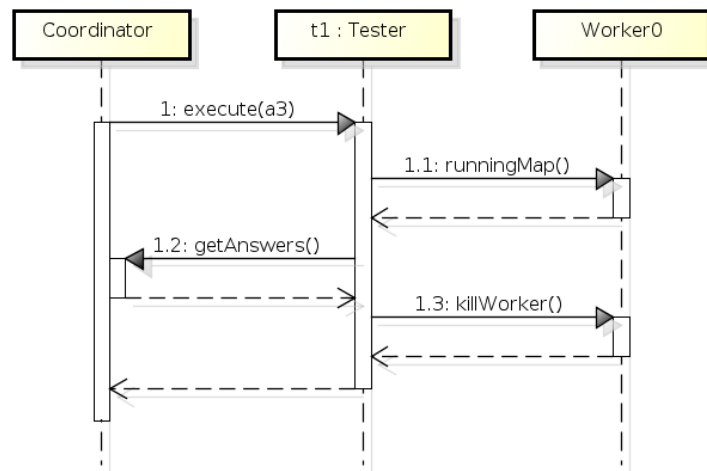 Coordinator
t1 : Tester
Worker0
1: execute(a3)
1.1: runningMap()
1.2: getAnswers()
1.3: killWorker()